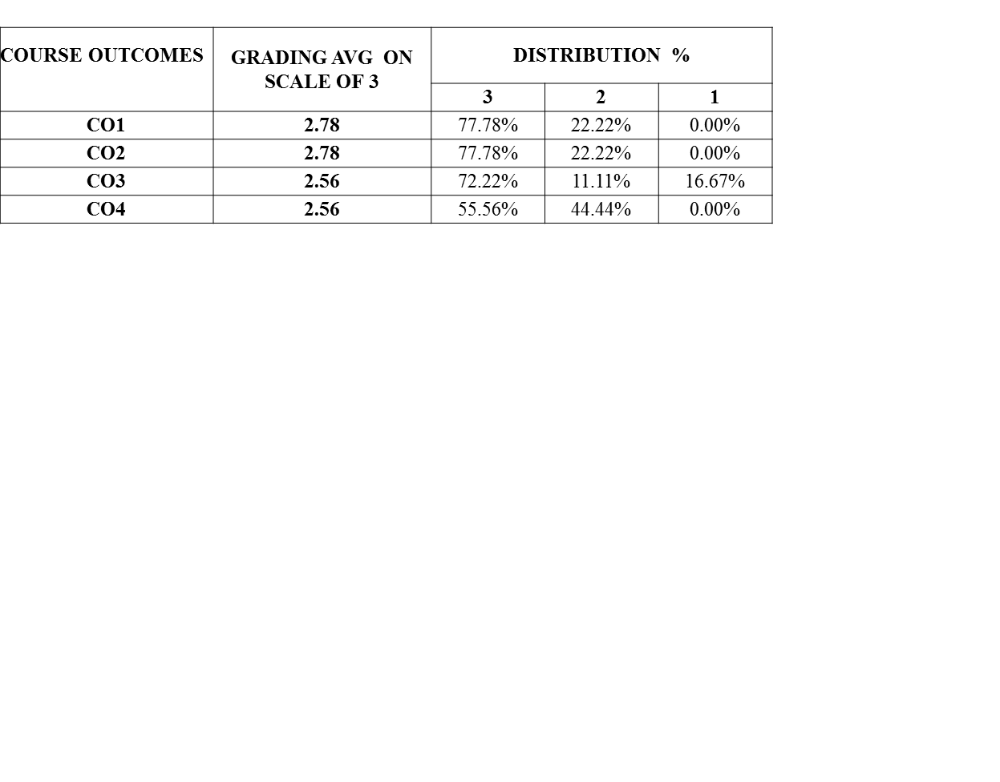 COURSE OUTCOMES
GRADING AVG ON
SCALE OF 3
DISTRIBUTION %
3 2 1
CO1 2.78 77.78% 22.22% 0.00%
CO2 2.78 77.78% 22.22% 0.00%
CO3 2.56 72.22% 11.11% 16.67%
CO4 2.56 55.56% 44.44% 0.00%